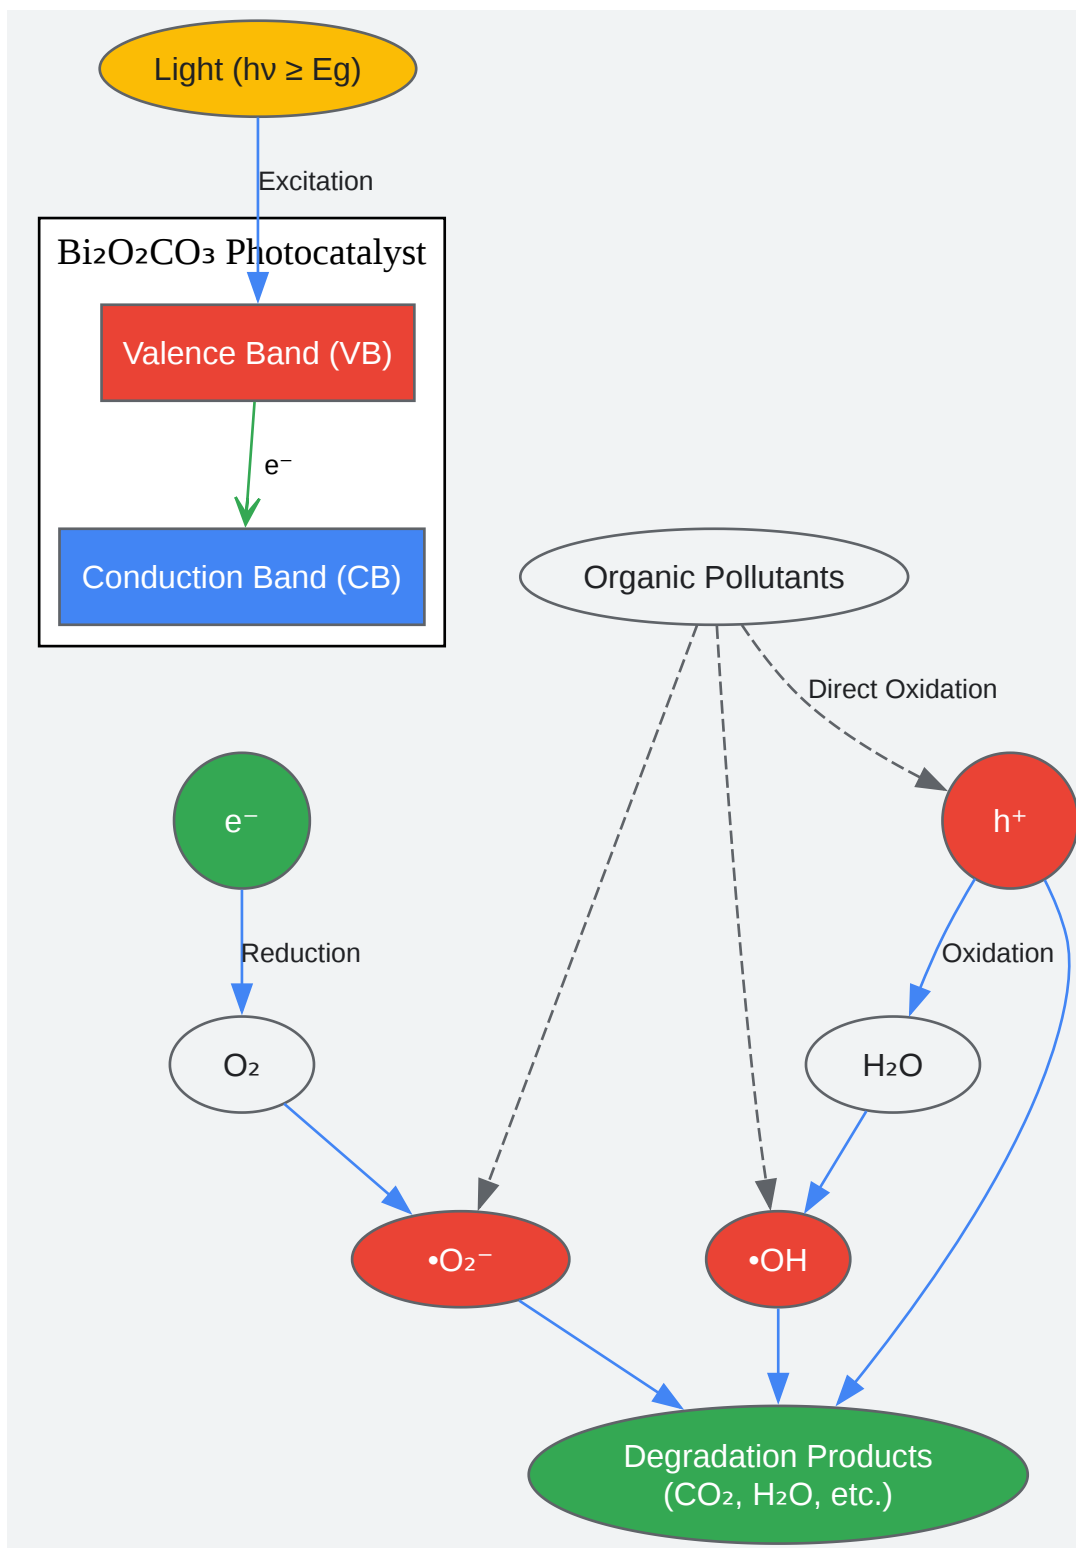 Light (hν ≥ Eg)
Excitation
Bi₂O₂CO₃ Photocatalyst
Valence Band (VB)
e⁻
Conduction Band (CB)
Organic Pollutants
Direct Oxidation
e⁻
h⁺
Reduction
Oxidation
O₂
H₂O
•O₂⁻
•OH
Degradation Products
(CO₂, H₂O, etc.)